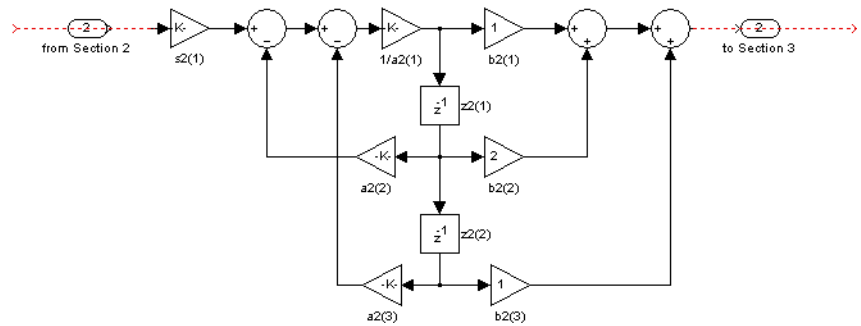 2
from Section 2
K-
s2(1)
+
−
+
−
K-
1/a2(1)
1
b2(1)
+
+
+
+
2
to Section 3
z-1
z2(1)
-K-
a2(2)
2
b2(2)
z-1
z2(2)
-K-
a2(3)
1
b2(3)